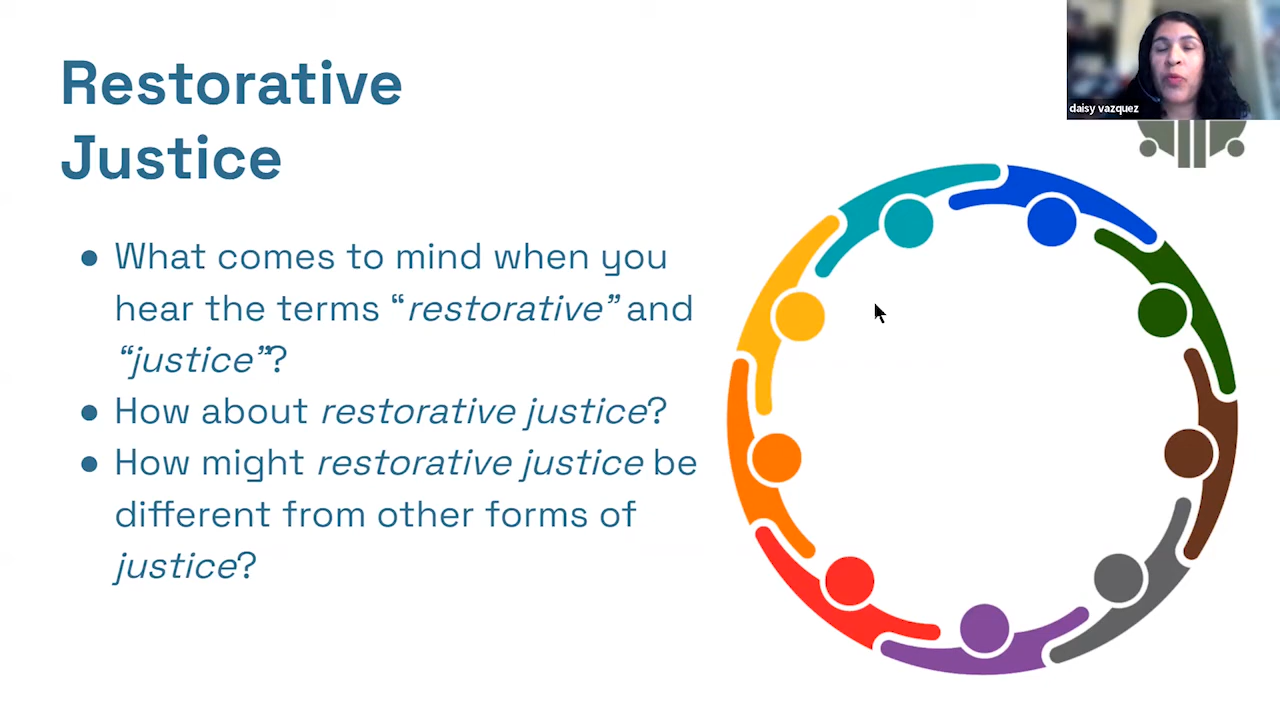 Restorative
Justice
● What comes to mind when you
hear the terms “restorative” and
“justice”?
● How about restorative justice?
● How might restorative justice be
different from other forms of
justice?
daisy vazquez